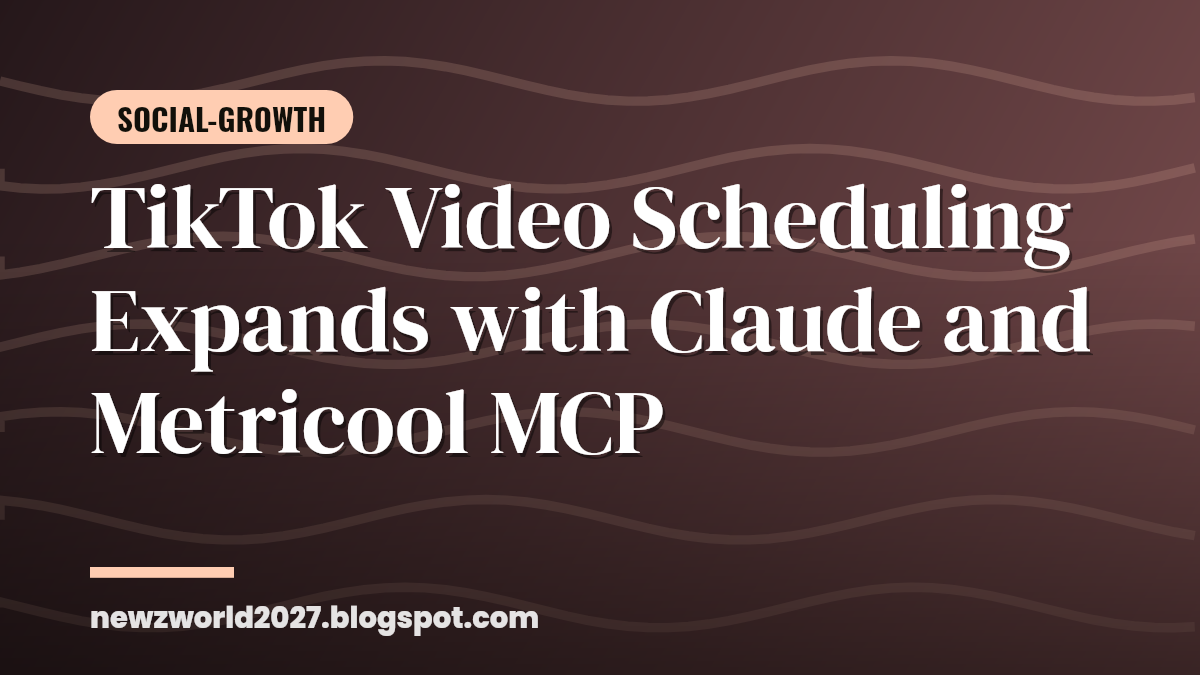 SOCIAL-GROWTH
TikTok Video Scheduling
Expands with Claude and
Metricool MCP
newzworld2027.blogspot.com